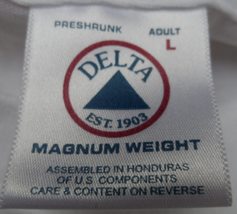 PRESHRUNK
ADULT
L
DELTA
EST. 1903
MAGNUM WEIGHT
ASSEMBLED IN HONDURAS
OF U.S. COMPONENTS
CARE & CONTENT ON REVERSE